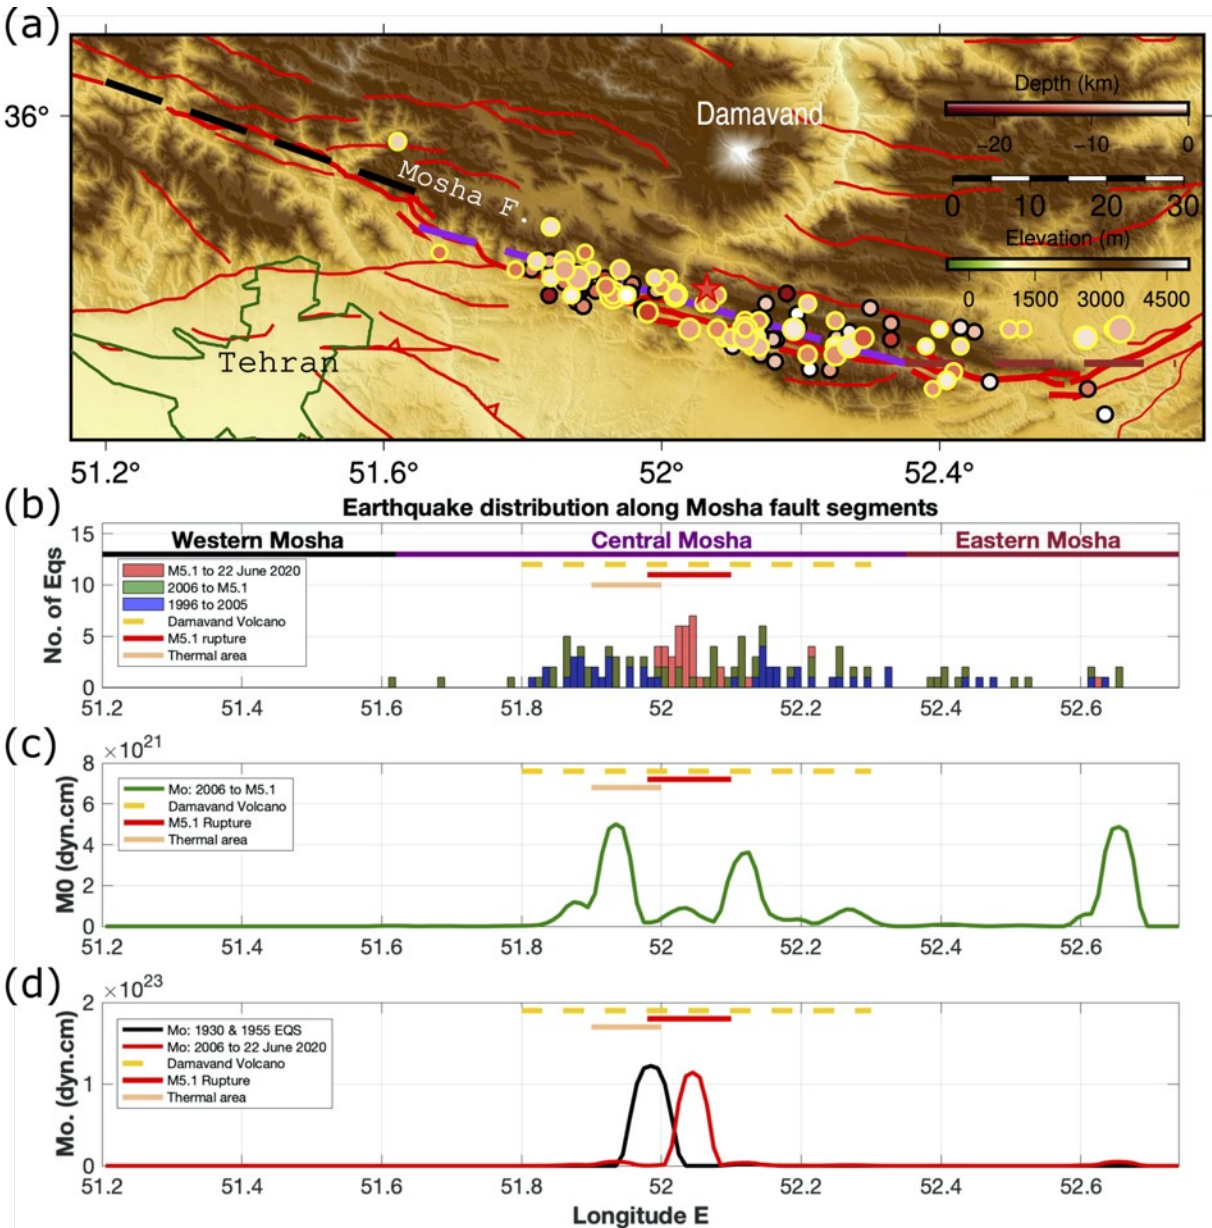 (a)
Damavand
Depth (km)
−20 −10 0
36°
Mosha F.
0 10 20 30
Elevation (m)
0 1500 3000 4500
Tehran
51.2° 51.6° 52° 52.4°
(b)
Earthquake distribution along Mosha fault segments
No. of Eqs
15
10
5
0
Western Mosha Central Mosha Eastern Mosha
M5.1 to 22 June 2020
2006 to M5.1
1996 to 2005
Damavand Volcano
M5.1 rupture
Thermal area
51.2 51.4 51.6 51.8 52 52.2 52.4 52.6
(c)
×10²¹
M0 (dyn.cm)
8
6
4
2
0
Mo: 2006 to M5.1
Damavand Volcano
M5.1 Rupture
Thermal area
51.2 51.4 51.6 51.8 52 52.2 52.4 52.6
(d)
×10²³
Mo. (dyn.cm)
2
1
0
Mo: 1930 & 1955 EQS
Mo: 2006 to 22 June 2020
Damavand Volcano
M5.1 Rupture
Thermal area
51.2 51.4 51.6 51.8 52 52.2 52.4 52.6
Longitude E